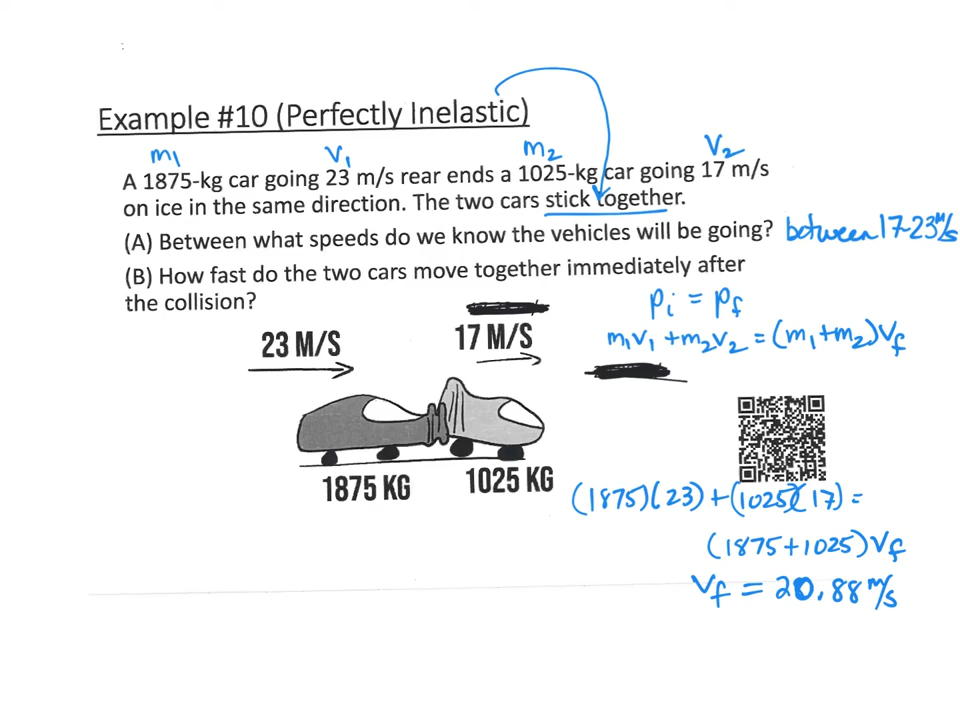 Example #10 (Perfectly Inelastic)
m1 v1 m2 v2
A 1875-kg car going 23 m/s rear ends a 1025-kg car going 17 m/s
on ice in the same direction. The two cars stick together.
(A) Between what speeds do we know the vehicles will be going? between 17-23 m/s
(B) How fast do the two cars move together immediately after
the collision?
pi = pf
m1v1 + m2v2 = (m1+m2)vf
23 M/S
17 M/S
1875 KG
1025 KG
(1875)(23) + (1025)(17) =
(1875+1025)vf
vf = 20.88 m/s